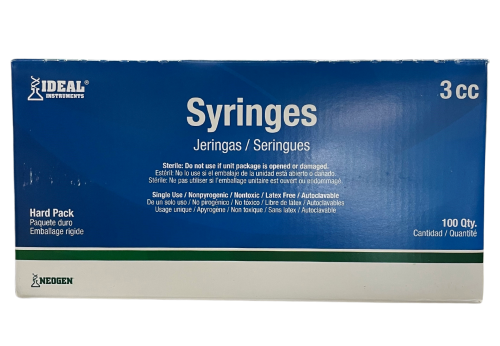 IDEAL®
INSTRUMENTS
3 cc
Syringes
Jeringas / Seringues
Sterile: Do not use if unit package is opened or damaged.
Estéril: No lo use si el embalaje de la unidad está abierto o dañado.
Stérile: Ne pas utiliser si l'emballage unitaire est ouvert ou endommagé.
Single Use / Nonpyrogenic / Nontoxic / Latex Free / Autoclavable
De un solo uso / No pirogénico / No tóxico / Libre de látex / Autoclavables
Usage unique / Apyrogène / Non toxique / Sans latex / Autoclavable
Hard Pack
Paquete duro
Emballage rigide
100 Qty.
Cantidad / Quantité
NEOGEN